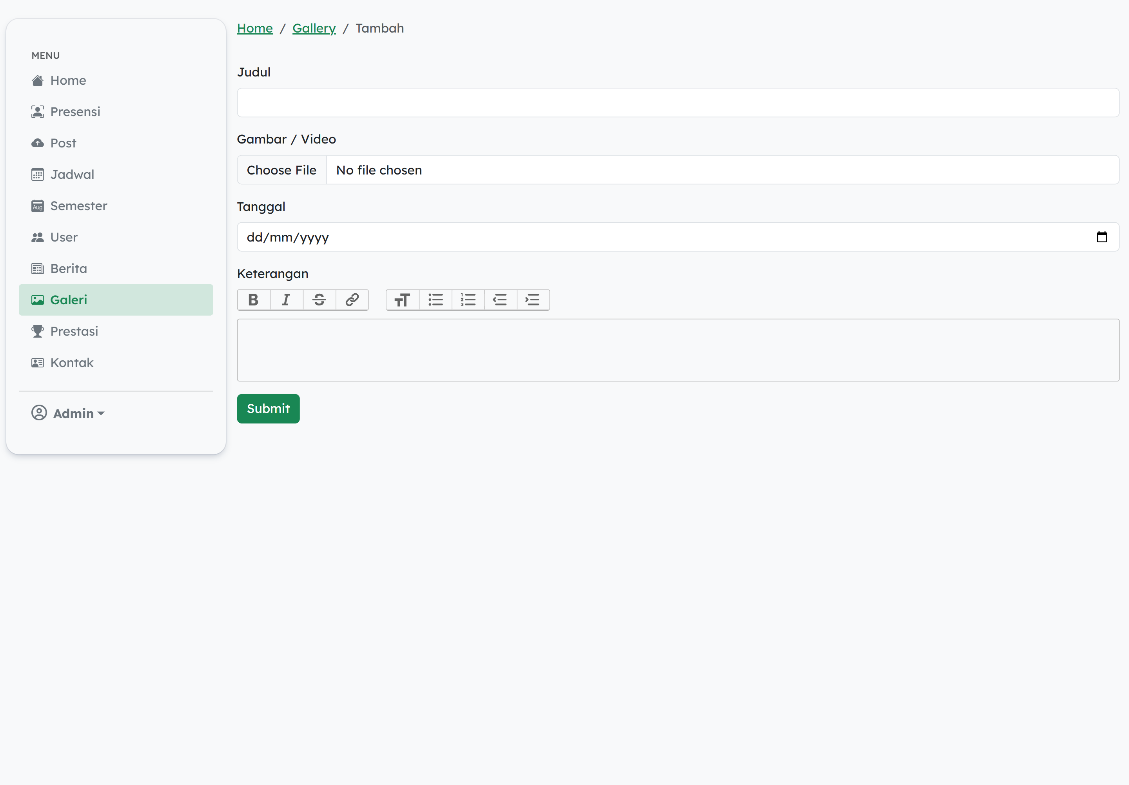 MENU
Home
Presensi
Post
Jadwal
Aug
Semester
User
Berita
Galeri
Prestasi
Kontak
Admin
Home / Gallery / Tambah
Judul
Gambar / Video
Choose File No file chosen
Tanggal
dd/mm/yyyy
Keterangan
Submit